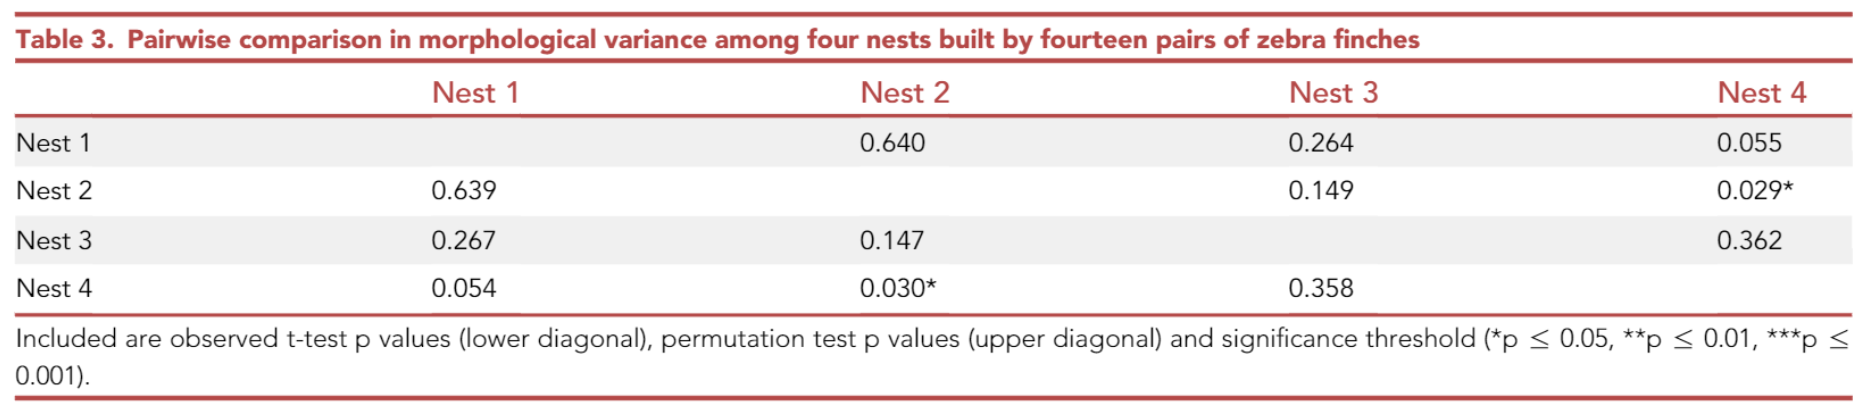 Table 3. Pairwise comparison in morphological variance among four nests built by fourteen pairs of zebra finches
Nest 1 Nest 2 Nest 3 Nest 4
Nest 1 0.640 0.264 0.055
Nest 2 0.639 0.149 0.029*
Nest 3 0.267 0.147 0.362
Nest 4 0.054 0.030* 0.358
Included are observed t-test p values (lower diagonal), permutation test p values (upper diagonal) and significance threshold (*p ≤ 0.05, **p ≤ 0.01, ***p ≤
0.001).